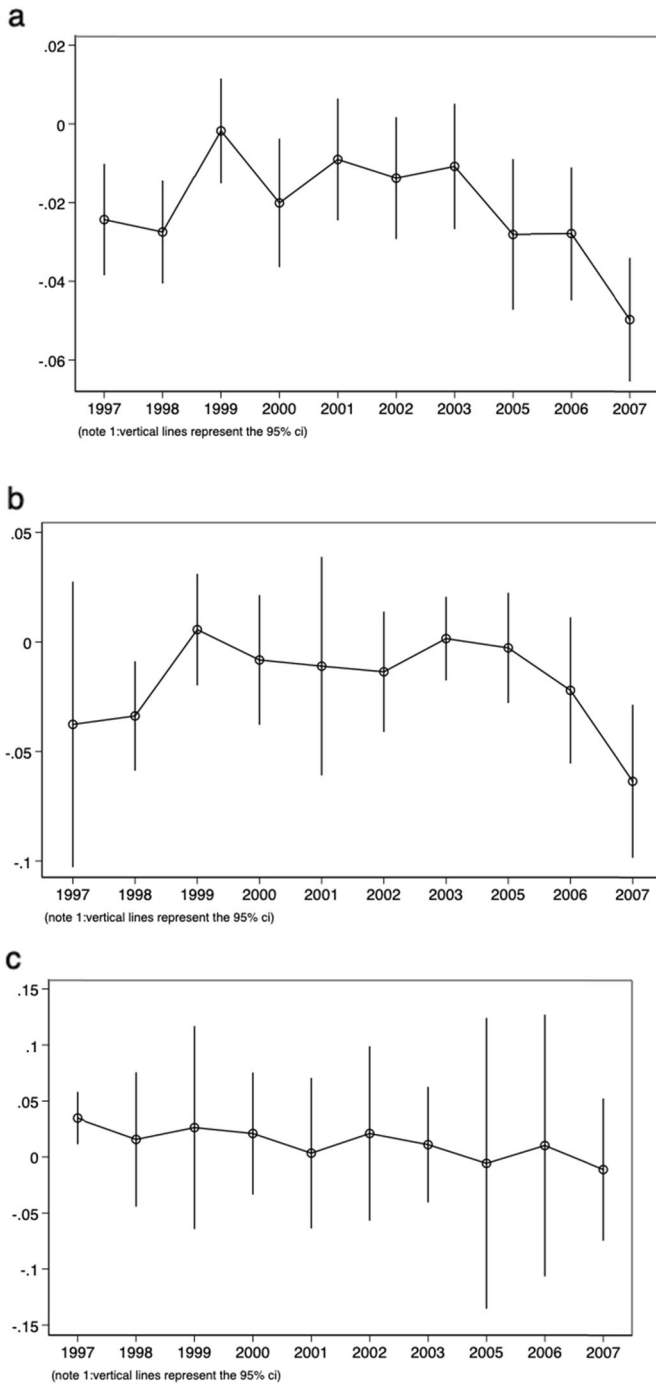 a
.02
0
-.02
-.04
-.06
1997 1998 1999 2000 2001 2002 2003 2005 2006 2007
(note 1:vertical lines represent the 95% ci)
b
.05
0
-.05
-.1
1997 1998 1999 2000 2001 2002 2003 2005 2006 2007
(note 1:vertical lines represent the 95% ci)
c
.15
.1
.05
0
-.05
-.1
-.15
1997 1998 1999 2000 2001 2002 2003 2005 2006 2007
(note 1:vertical lines represent the 95% ci)